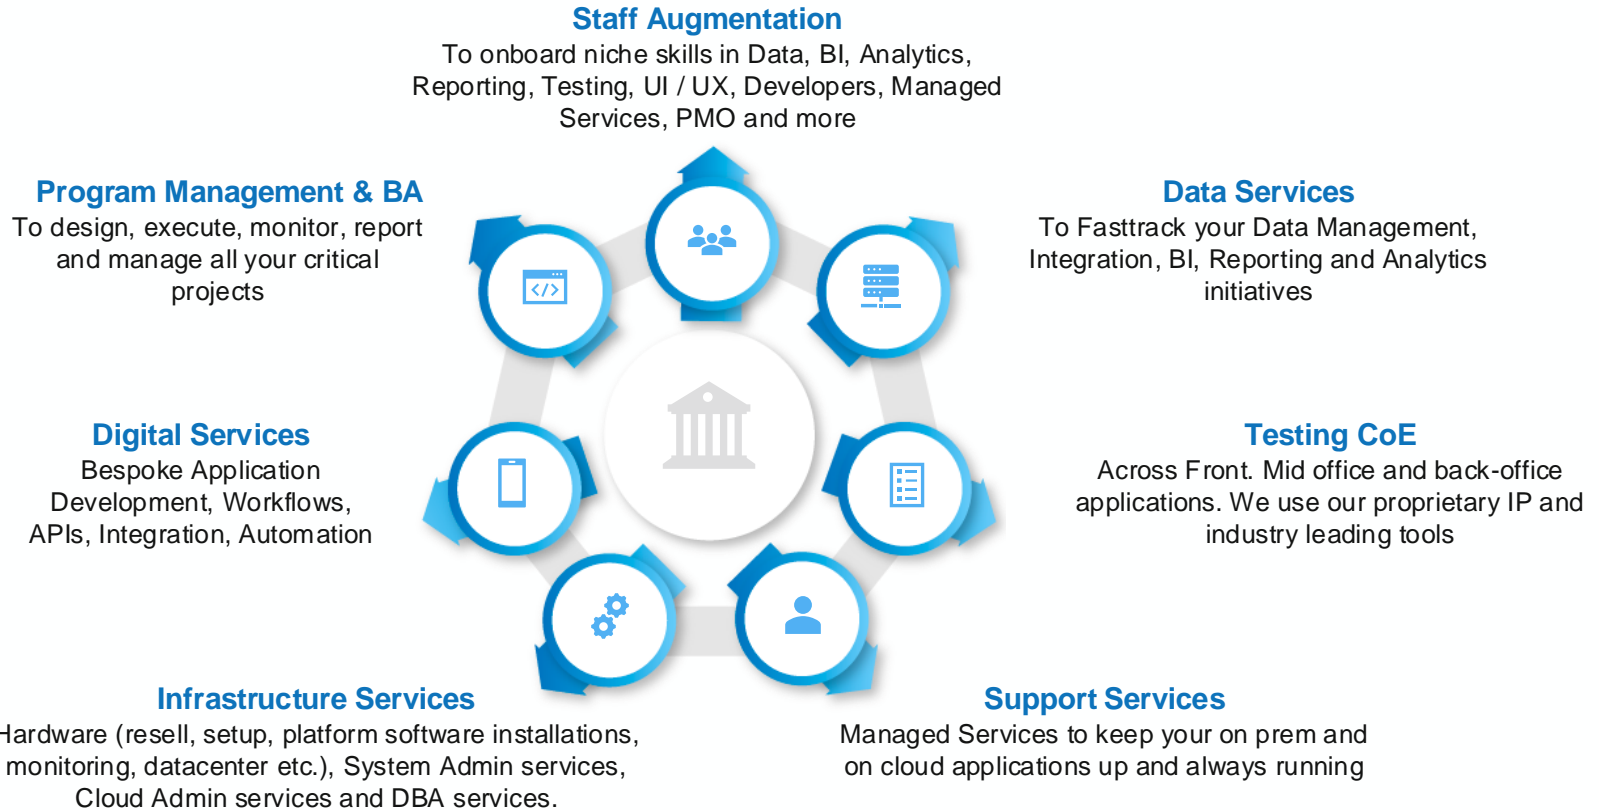 Staff Augmentation
To onboard niche skills in Data, BI, Analytics,
Reporting, Testing, UI / UX, Developers, Managed
Services, PMO and more
Program Management & BA
To design, execute, monitor, report
and manage all your critical
projects
Data Services
To Fasttrack your Data Management,
Integration, BI, Reporting and Analytics
initiatives
Digital Services
Bespoke Application
Development, Workflows,
APIs, Integration, Automation
Testing CoE
Across Front. Mid office and back-office
applications. We use our proprietary IP and
industry leading tools
Infrastructure Services
Hardware (resell, setup, platform software installations,
monitoring, datacenter etc.), System Admin services,
Cloud Admin services and DBA services.
Support Services
Managed Services to keep your on prem and
on cloud applications up and always running